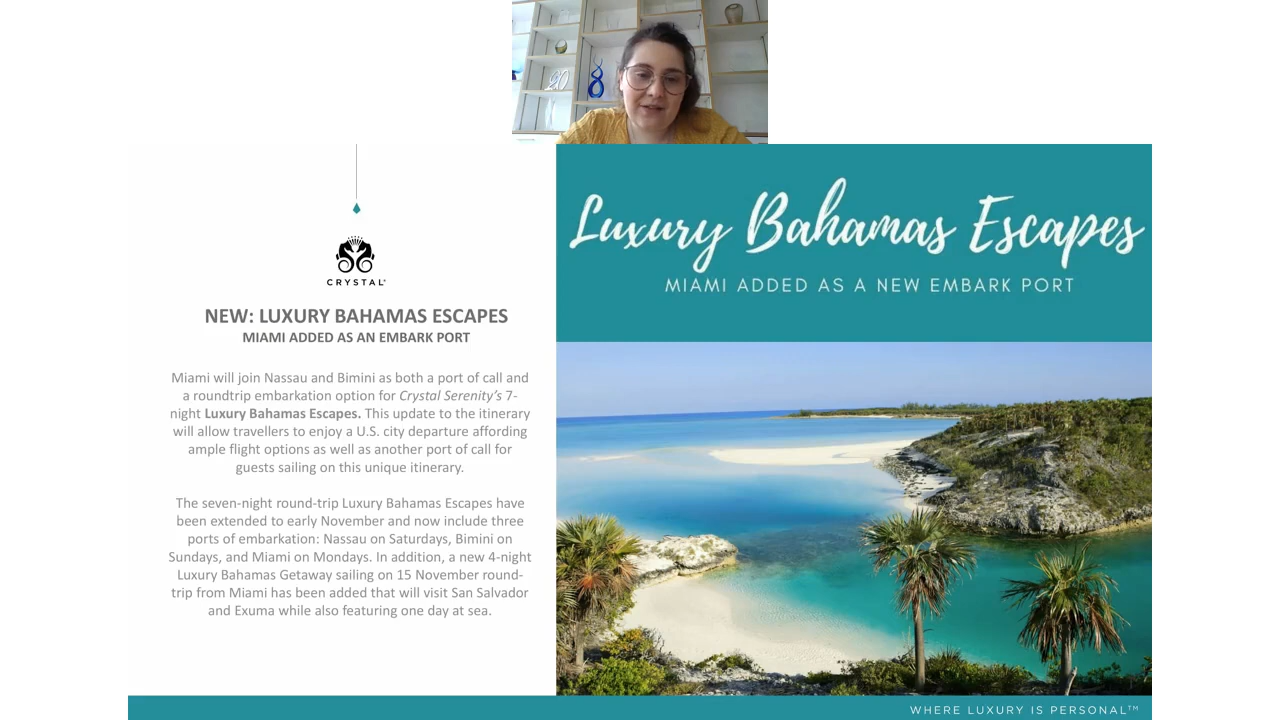 CRYSTAL®
NEW: LUXURY BAHAMAS ESCAPES
MIAMI ADDED AS AN EMBARK PORT
Miami will join Nassau and Bimini as both a port of call and
a roundtrip embarkation option for Crystal Serenity's 7-
night Luxury Bahamas Escapes. This update to the itinerary
will allow travellers to enjoy a U.S. city departure affording
ample flight options as well as another port of call for
guests sailing on this unique itinerary.
The seven-night round-trip Luxury Bahamas Escapes have
been extended to early November and now include three
ports of embarkation: Nassau on Saturdays, Bimini on
Sundays, and Miami on Mondays. In addition, a new 4-night
Luxury Bahamas Getaway sailing on 15 November round-
trip from Miami has been added that will visit San Salvador
and Exuma while also featuring one day at sea.
Luxury Bahamas Escapes
MIAMI ADDED AS A NEW EMBARK PORT
WHERE LUXURY IS PERSONAL™